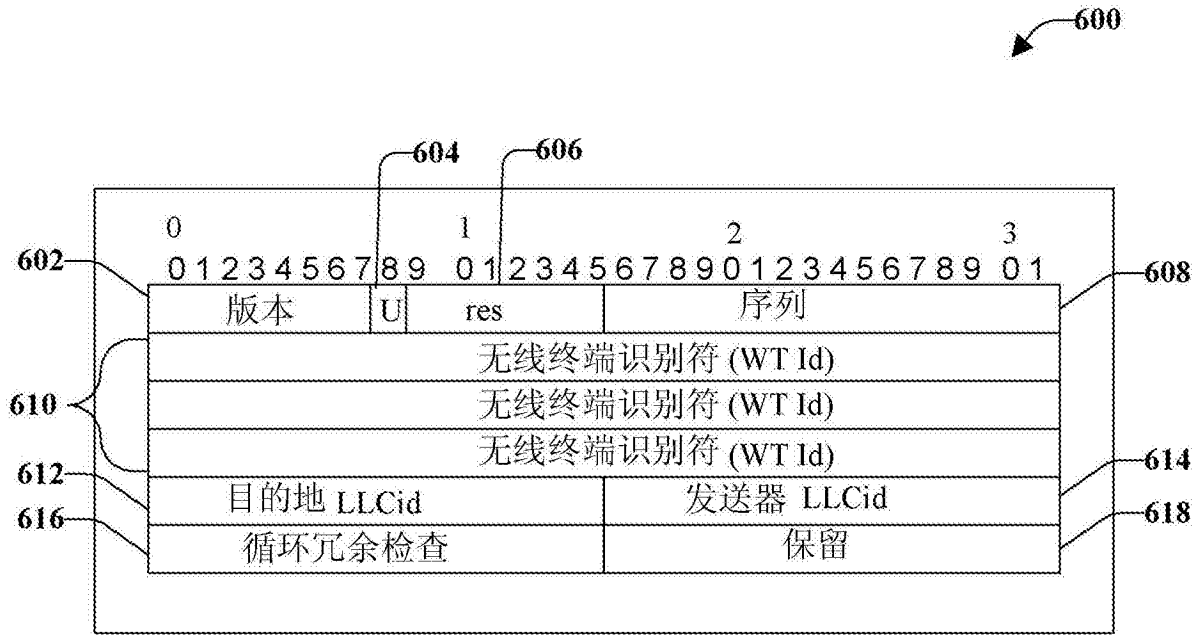 600
604 606
0 1 2 3
602 0 1 2 3 4 5 6 7 8 9 0 1 2 3 4 5 6 7 8 9 0 1 2 3 4 5 6 7 8 9 0 1 608
版本 U res 序列
无线终端识别符 (WT Id)
610 无线终端识别符 (WT Id)
无线终端识别符 (WT Id)
612 目的地 LLCid 发送器 LLCid 614
616 循环冗余检查 保留 618